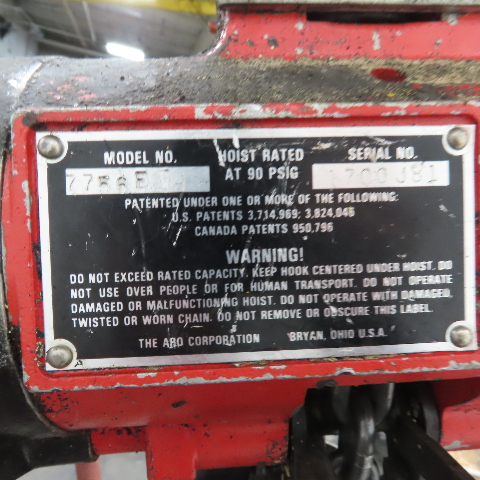 MODEL NO. HOIST RATED SERIAL NO.
AT 90 PSIG
PATENTED UNDER ONE OR MORE OF THE FOLLOWING:
U.S. PATENTS 3,714,969; 3,824,046
CANADA PATENTS 950,796
WARNING!
DO NOT EXCEED RATED CAPACITY. KEEP HOOK CENTERED UNDER HOIST. DO
NOT USE OVER PEOPLE OR FOR HUMAN TRANSPORT. DO NOT OPERATE
DAMAGED OR MALFUNCTIONING HOIST. DO NOT OPERATE WITH DAMAGED,
TWISTED OR WORN CHAIN. DO NOT REMOVE OR OBSCURE THIS LABEL.
THE ARO CORPORATION BRYAN, OHIO U.S.A.